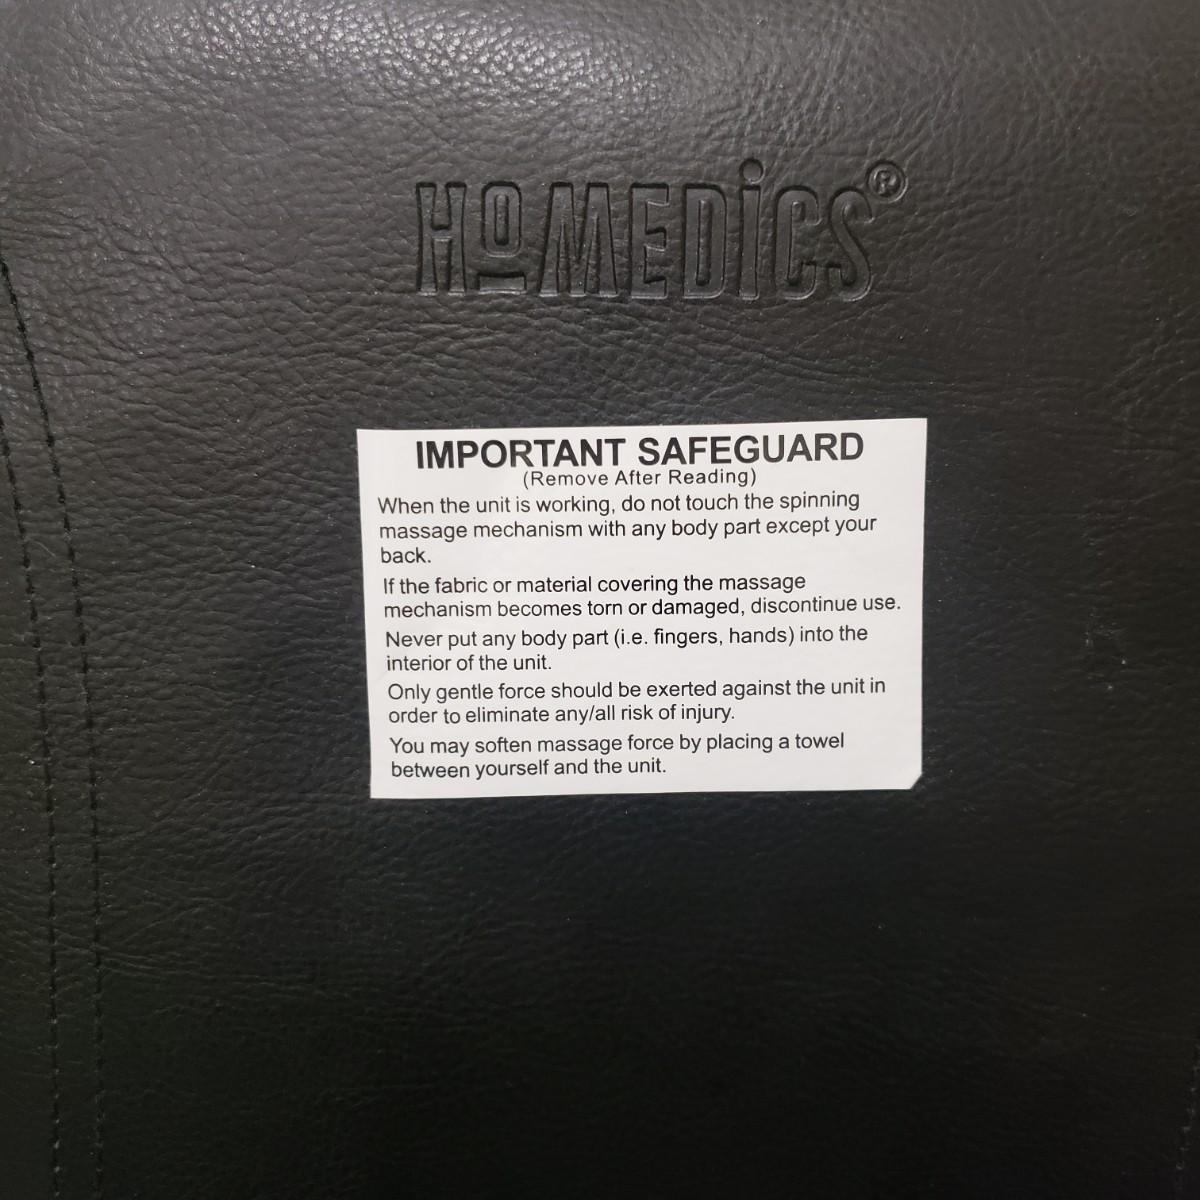 HoMEDiCS®
IMPORTANT SAFEGUARD
(Remove After Reading)
When the unit is working, do not touch the spinning
massage mechanism with any body part except your
back.
If the fabric or material covering the massage
mechanism becomes torn or damaged, discontinue use.
Never put any body part (i.e. fingers, hands) into the
interior of the unit.
Only gentle force should be exerted against the unit in
order to eliminate any/all risk of injury.
You may soften massage force by placing a towel
between yourself and the unit.